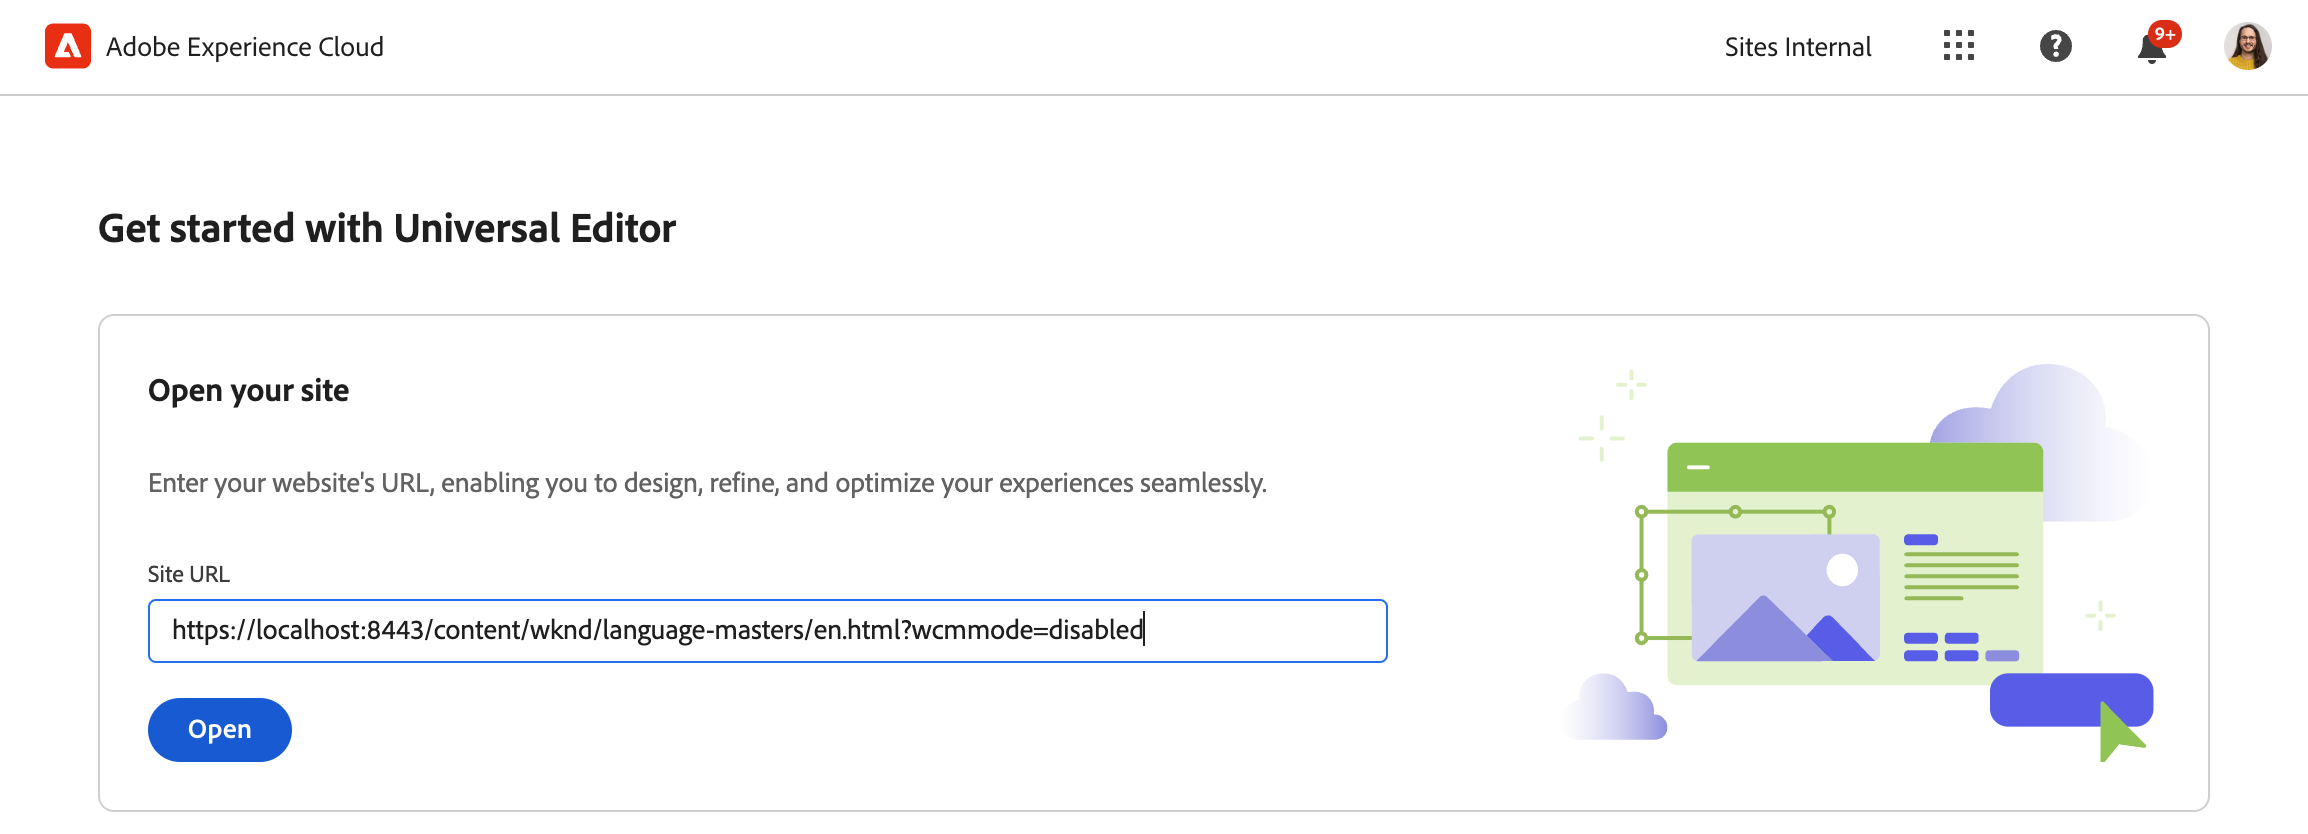 Adobe Experience Cloud
Sites Internal
9+
Get started with Universal Editor
Open your site
Enter your website's URL, enabling you to design, refine, and optimize your experiences seamlessly.
Site URL
https://localhost:8443/content/wknd/language-masters/en.html?wcmmode=disabled
Open